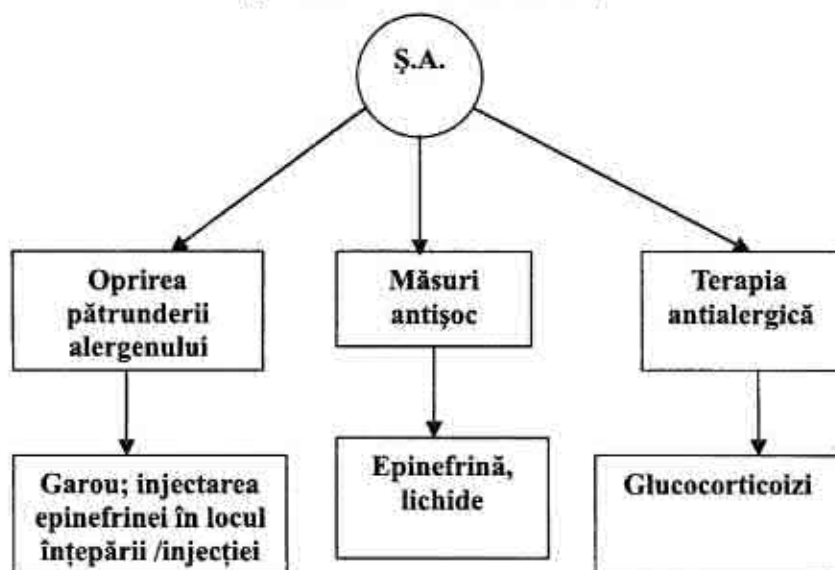 Ş.A.
Oprirea
pătrunderii
alergenului
Măsuri
antişoc
Terapia
antialergică
Garou; injectarea
epinefrinei în locul
înțepării /injecției
Epinefrină,
lichide
Glucocorticoizi